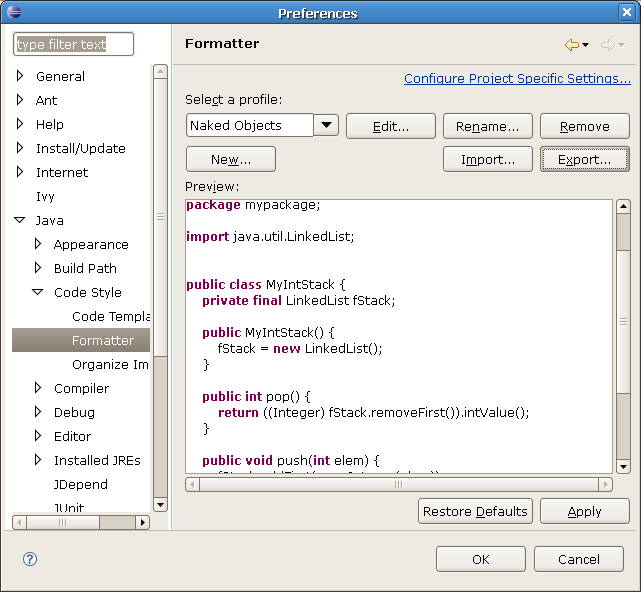 Preferences
type filter text
General
Ant
Help
Install/Update
Internet
Ivy
Java
Appearance
Build Path
Code Style
Code Templa
Formatter
Organize Im
Compiler
Debug
Editor
Installed JREs
JDepend
JUnit
Formatter
Configure Project Specific Settings...
Select a profile:
Naked Objects
Edit...
Rename...
Remove
New...
Import...
Export...
Preview:
package mypackage;
import java.util.LinkedList;
public class MyIntStack {
private final LinkedList fStack;
public MyIntStack() {
fStack = new LinkedList();
}
public int pop() {
return ((Integer) fStack.removeFirst()).intValue();
}
public void push(int elem) {
Restore Defaults
Apply
?
OK
Cancel